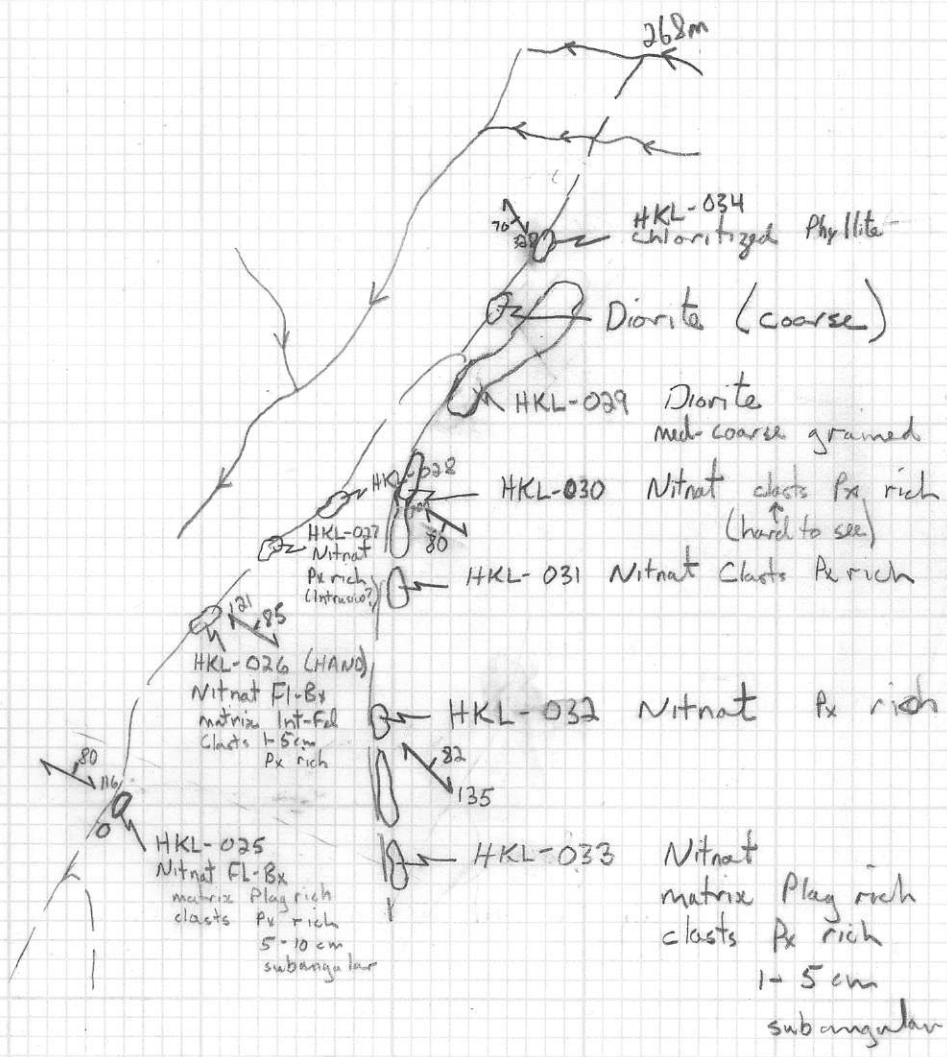 268m
HKL-034
70
328
chloritized Phyllite
Diorite (coarse)
HKL-029 Diorite
med-coarse grained
HKL-028
HKL-030 Nitnat clasts Px rich
(hard to see)
80
HKL-027
Nitnat
Px rich
(Intrusio?)
HKL-031 Nitnat Clasts Px rich
121
85
HKL-026 (HAND)
Nitnat Fl-Bx
matrix Int-Fel
Clasts 1-5cm
Px rich
HKL-032 Nitnat Px rich
82
135
80
116
HKL-025
Nitnat FL-Bx
matrix Plag rich
clasts Px rich
5-10 cm
subangular
HKL-033 Nitnat
matrix Plag rich
clasts Px rich
1-5 cm
subangular